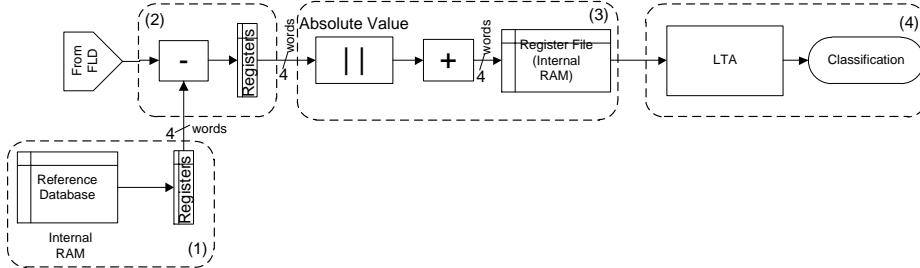 (2)
(3)
(4)
Absolute Value
From
FLD
-
Registers
words
4
| |
+
words
4
Register File
(Internal
RAM)
LTA
Classification
4
words
Reference
Database
Registers
Internal
RAM
(1)